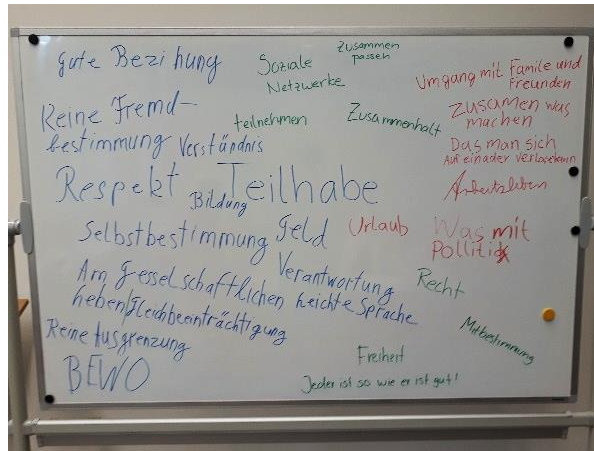 gute Bezihung
Soziale
Netzwerke
Zusammen
passen
Umgang mit Familie und
Freunden
Keine Fremd-
bestimmung
Verständnis
teilnehmen
Zusammenhalt
Zusamen was
machen
Das man sich
Auf einader verlassen kann
Respekt
Bildung
Teilhabe
Arbeitsleben
Selbstbestimmung
Geld
Urlaub
Was mit
Pollitik
Am Gesselschaftlichen
heben
Verantwortung
Leichte Sprache
Recht
Gleichbeeinträchtigung
Keine Ausgrenzung
Mitbestimmung
BEWO
Freiheit
Jeder ist so wie er ist gut!